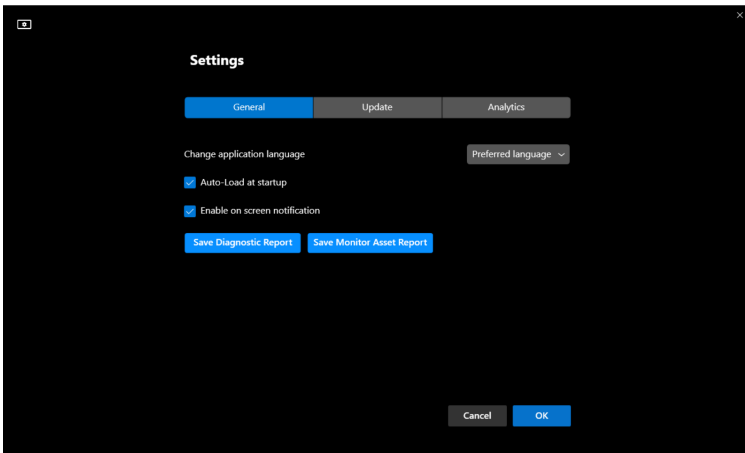 Settings
General Update Analytics
Change application language Preferred language
Auto-Load at startup
Enable on screen notification
Save Diagnostic Report Save Monitor Asset Report
Cancel OK